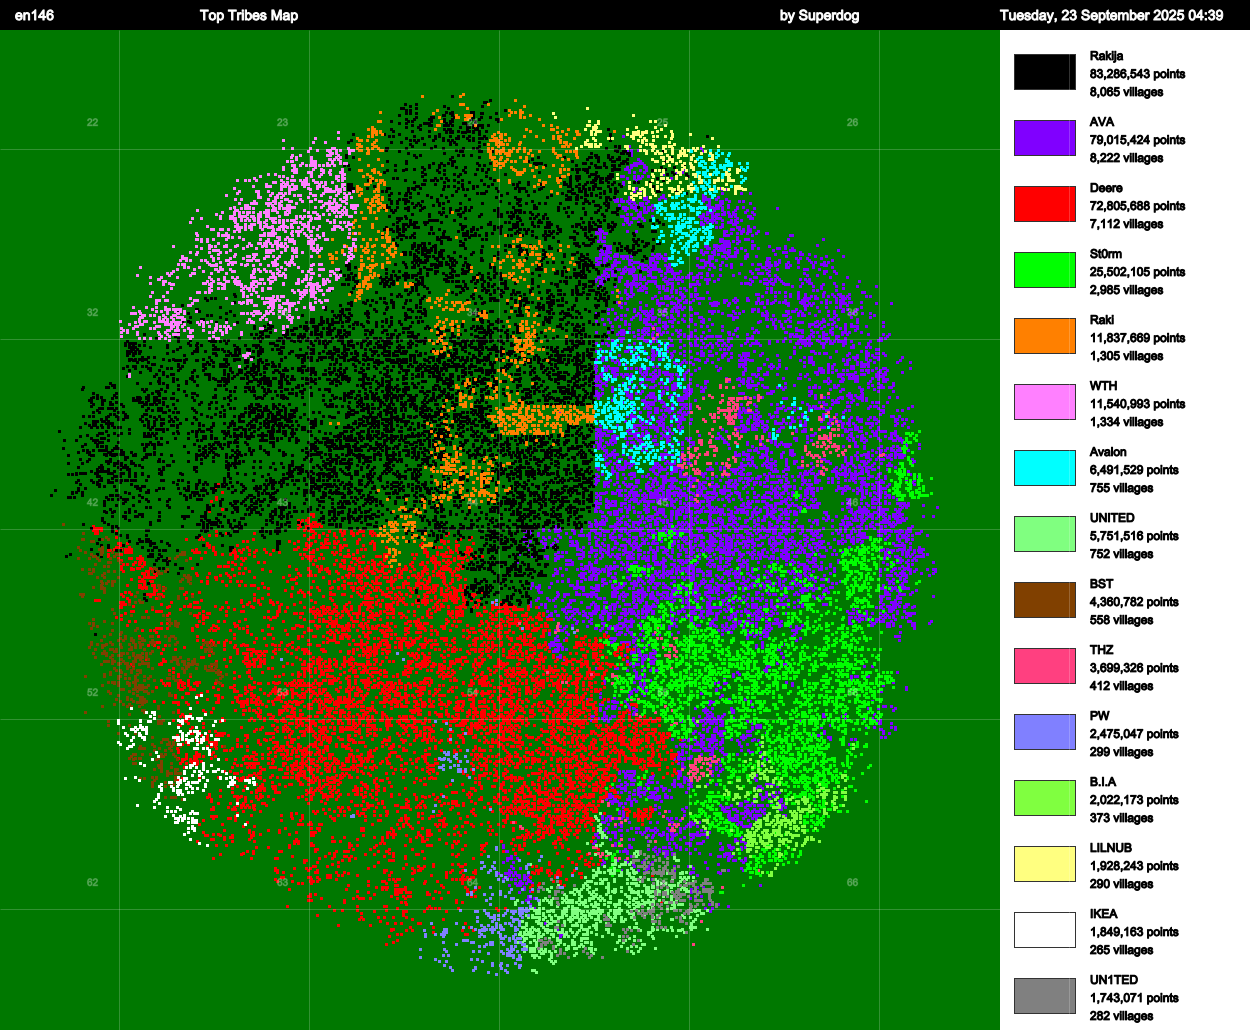 en146 Top Tribes Map by Superdog Tuesday, 23 September 2025 04:39
Rakija
83,286,543 points
8,065 villages
AVA
79,015,424 points
8,222 villages
Deere
72,805,688 points
7,112 villages
St0rm
25,502,105 points
2,985 villages
Raki
11,837,669 points
1,305 villages
WTH
11,540,993 points
1,334 villages
Avalon
6,491,529 points
755 villages
UNITED
5,751,516 points
752 villages
BST
4,360,782 points
558 villages
THZ
3,699,326 points
412 villages
PW
2,475,047 points
299 villages
B.I.A
2,022,173 points
373 villages
LILNUB
1,928,243 points
290 villages
IKEA
1,849,163 points
265 villages
UN1TED
1,743,071 points
282 villages
22 23 25 26
32 35
42 45 46
52 53 54
62 63 66